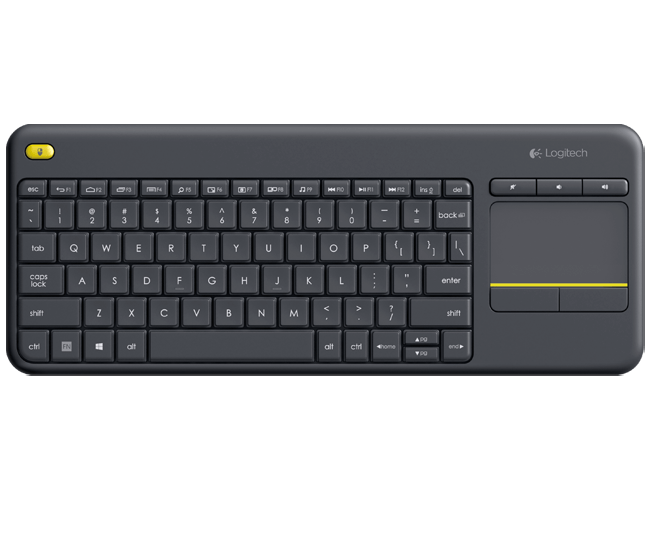 Logitech
esc F1 F2 F3 F4 F5 F6 F7 F8 F9 F10 F11 F12 ins del
~ ! @ # $ % ^ & * ( ) — +
` 1 2 3 4 5 6 7 8 9 0 - = back
tab Q W E R T Y U I O P { [ } ] | \
caps lock A S D F G H J K L : ; " ' enter
shift Z X C V B N M < , > . ? / shift
ctrl FN alt alt ctrl ◄home ▲pg ▼pg end►